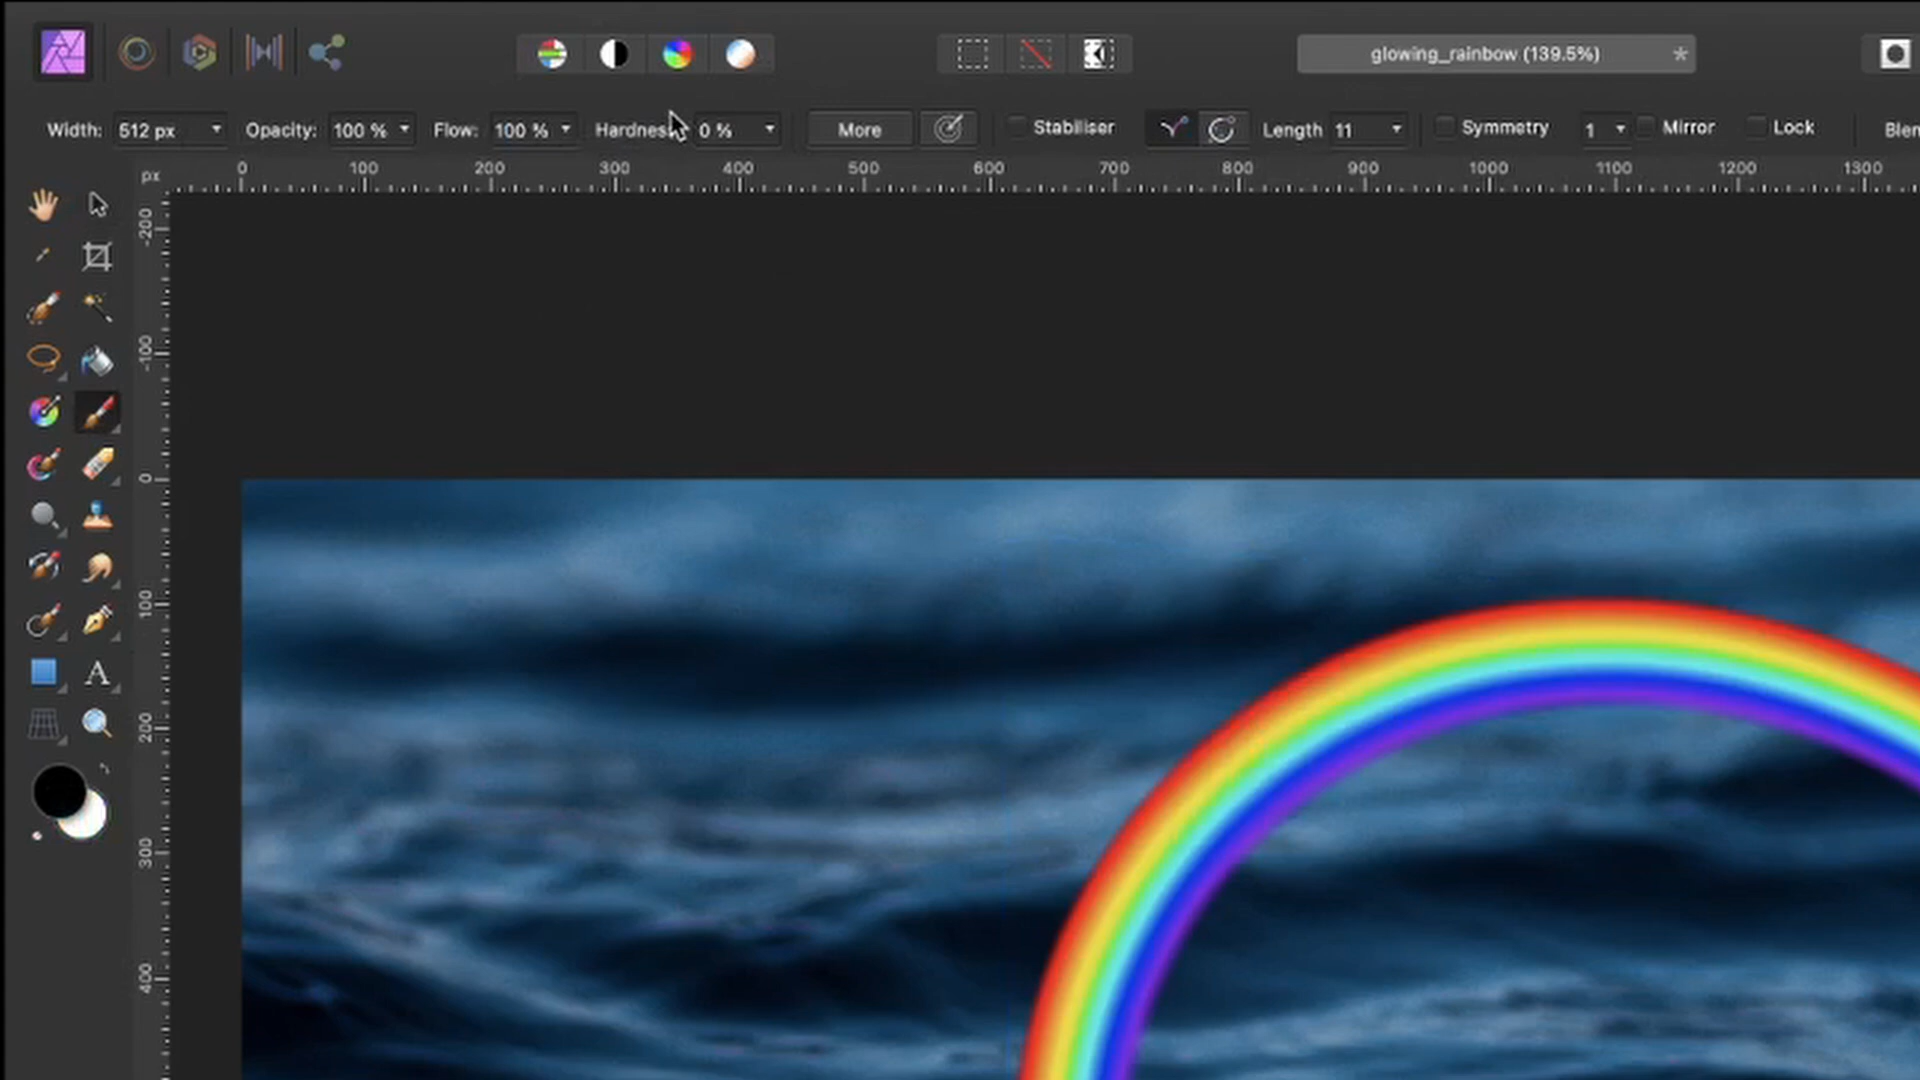 glowing_rainbow (139.5%) *
Width: 512 px Opacity: 100 % Flow: 100 % Hardness 0 % More Stabiliser Length 11 Symmetry 1 Mirror Lock Blen
px 0 100 200 300 400 500 600 700 800 900 1000 1100 1200 1300
-200
-100
0
100
200
300
400
A